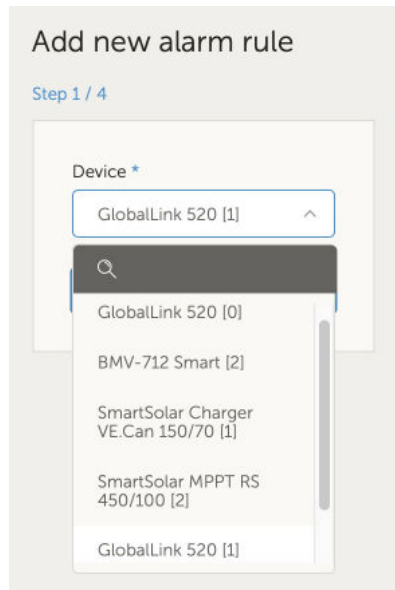 Add new alarm rule
Step 1 / 4
Device *
GlobalLink 520 [1]
GlobalLink 520 [0]
BMV-712 Smart [2]
SmartSolar Charger
VE.Can 150/70 [1]
SmartSolar MPPT RS
450/100 [2]
GlobalLink 520 [1]